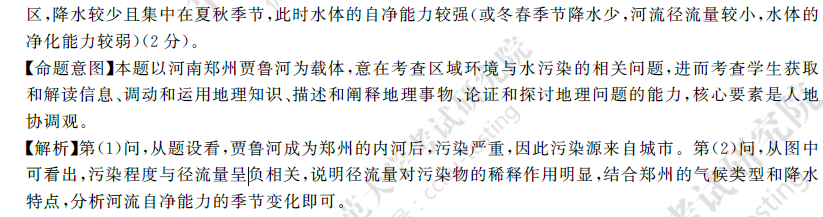 区,降水较少且集中在夏秋季节,此时水体的自净能力较强(或冬春季节降水少,河流径流量较小,水体的
净化能力较弱)(2 分)。
【命题意图】本题以河南郑州贾鲁河为载体,意在考查区域环境与水污染的相关问题,进而考查学生获取
和解读信息、调动和运用地理知识、描述和阐释地理事物、论证和探讨地理问题的能力,核心要素是人地
协调观。
【解析】第(1)问,从题设看,贾鲁河成为郑州的内河后,污染严重,因此污染源来自城市。第(2)问,从图中
可看出,污染程度与径流量呈负相关,说明径流量对污染物的稀释作用明显,结合郑州的气候类型和降水
特点,分析河流自净能力的季节变化即可。